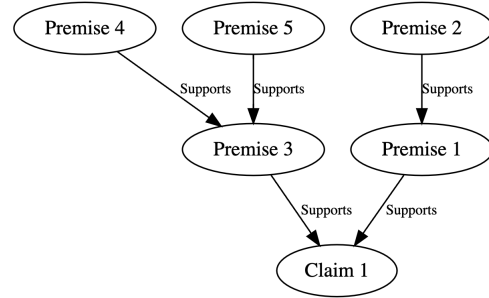 Premise 4
Premise 5
Premise 2
Supports
Supports
Supports
Premise 3
Premise 1
Supports
Supports
Claim 1